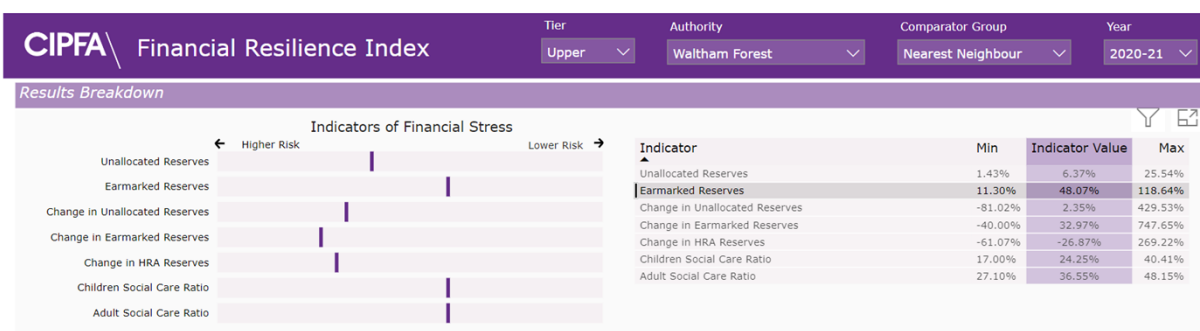 Tier Authority Comparator Group Year
CIPFA\ Financial Resilience Index
Upper Waltham Forest Nearest Neighbour 2020-21
Results Breakdown
Indicators of Financial Stress
← Higher Risk Lower Risk →
Unallocated Reserves
Earmarked Reserves
Change in Unallocated Reserves
Change in Earmarked Reserves
Change in HRA Reserves
Children Social Care Ratio
Adult Social Care Ratio
Indicator Min Indicator Value Max
Unallocated Reserves 1.43% 6.37% 25.54%
Earmarked Reserves 11.30% 48.07% 118.64%
Change in Unallocated Reserves -81.02% 2.35% 429.53%
Change in Earmarked Reserves -40.00% 32.97% 747.65%
Change in HRA Reserves -61.07% -26.87% 269.22%
Children Social Care Ratio 17.00% 24.25% 40.41%
Adult Social Care Ratio 27.10% 36.55% 48.15%